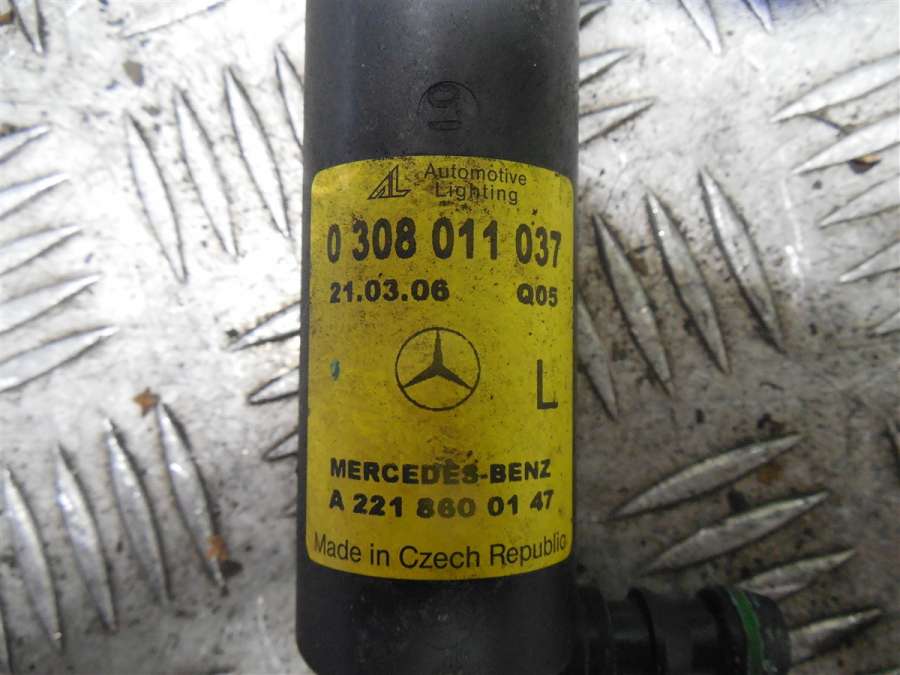 Automotive
Lighting
0 308 011 037
21.03.06 Q05
L
MERCEDES-BENZ
A 221 860 01 47
Made in Czech Republic